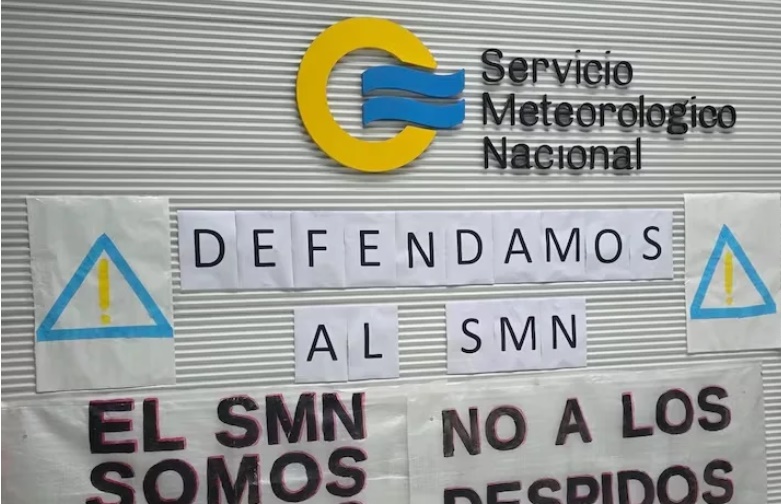 Servicio
Meteorologico
Nacional
DEFENDAMOS
AL SMN
EL SMN
SOMOS
NO A LOS
DESPIDOS